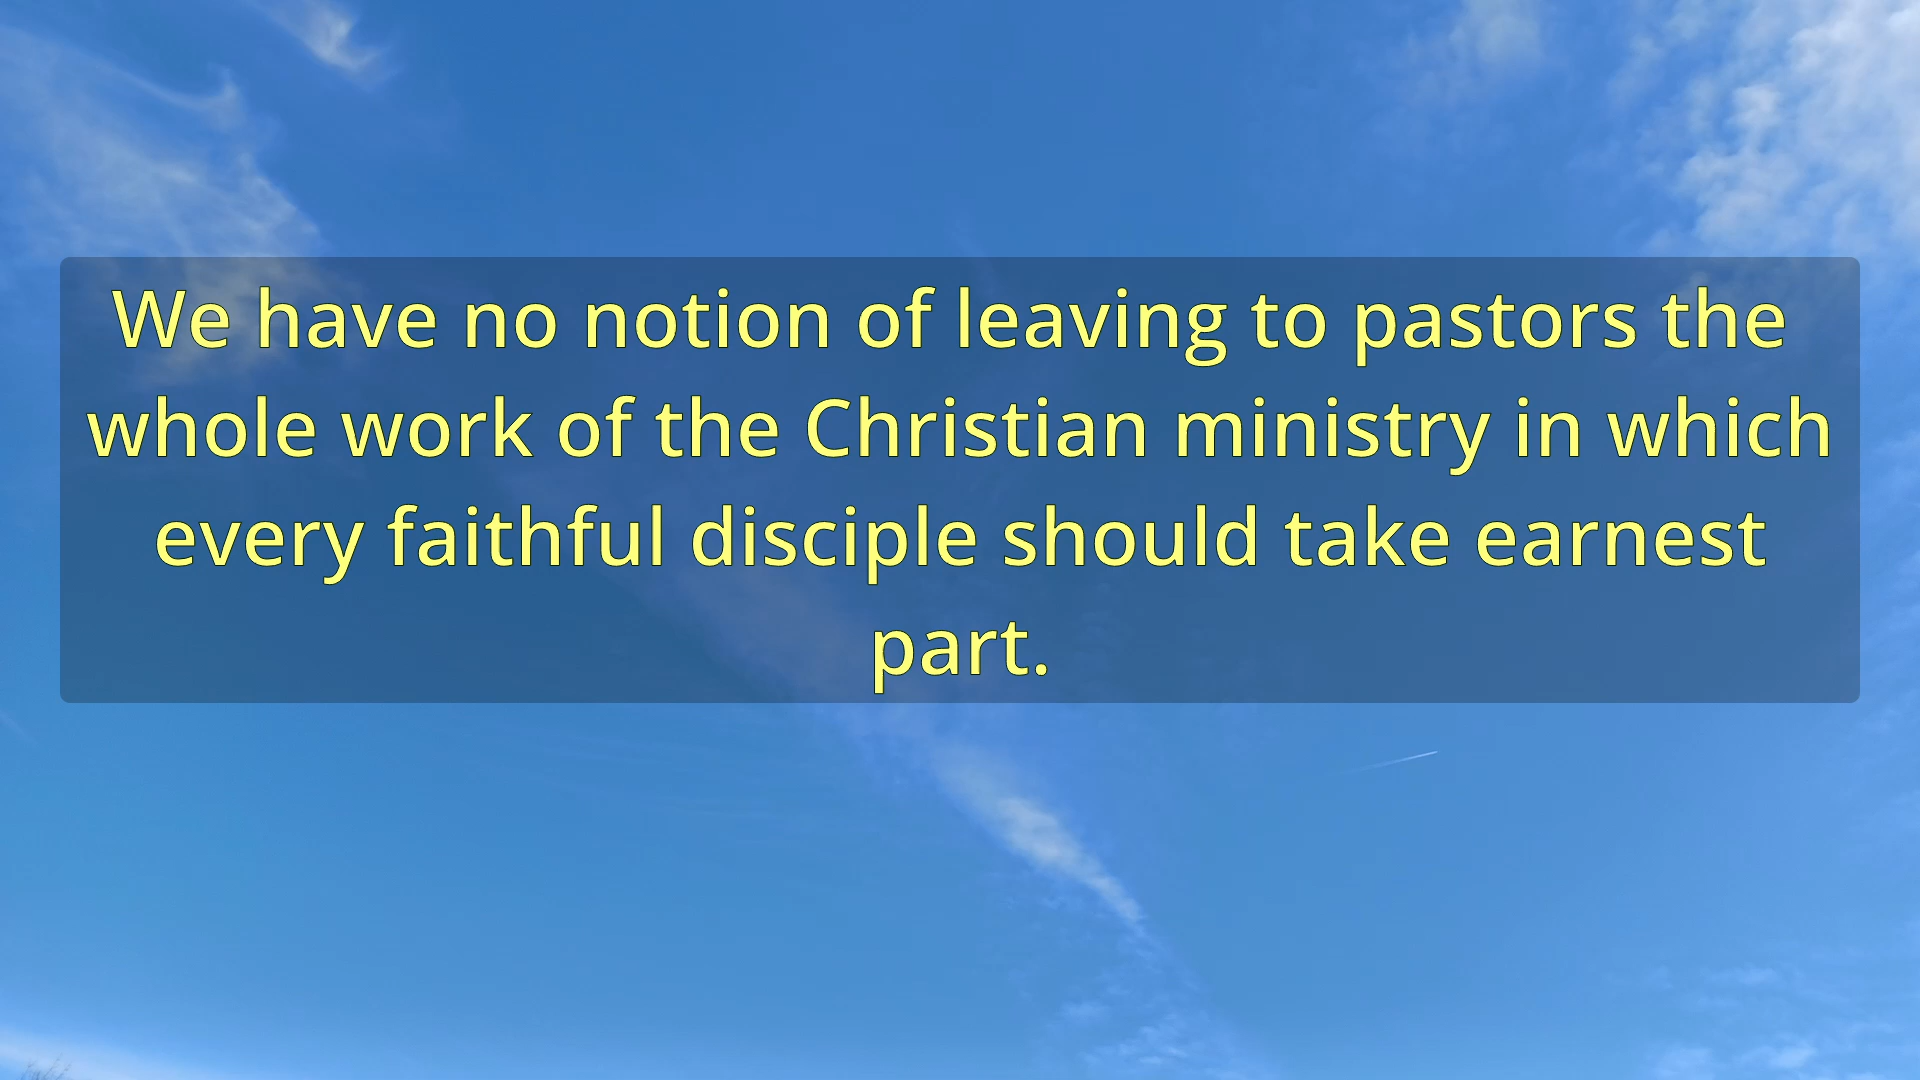 We have no notion of leaving to pastors the
whole work of the Christian ministry in which
every faithful disciple should take earnest
part.